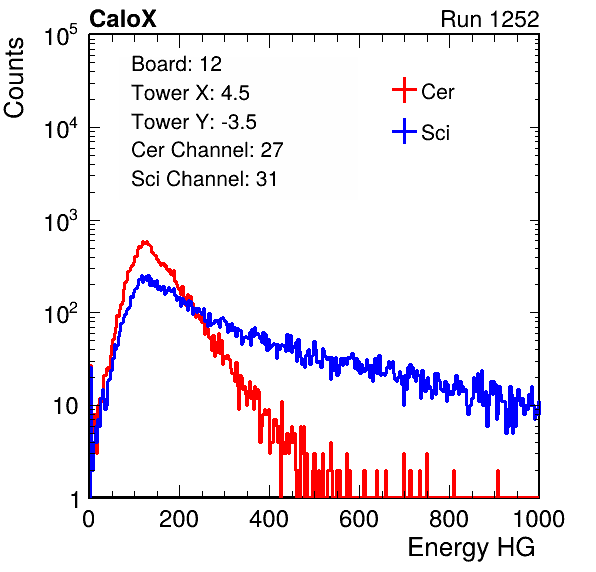 CaloX Run 1252
Counts
10^5
10^4
10^3
10^2
10
1
Board: 12
Tower X: 4.5
Tower Y: -3.5
Cer Channel: 27
Sci Channel: 31
Cer
Sci
0 200 400 600 800 1000
Energy HG